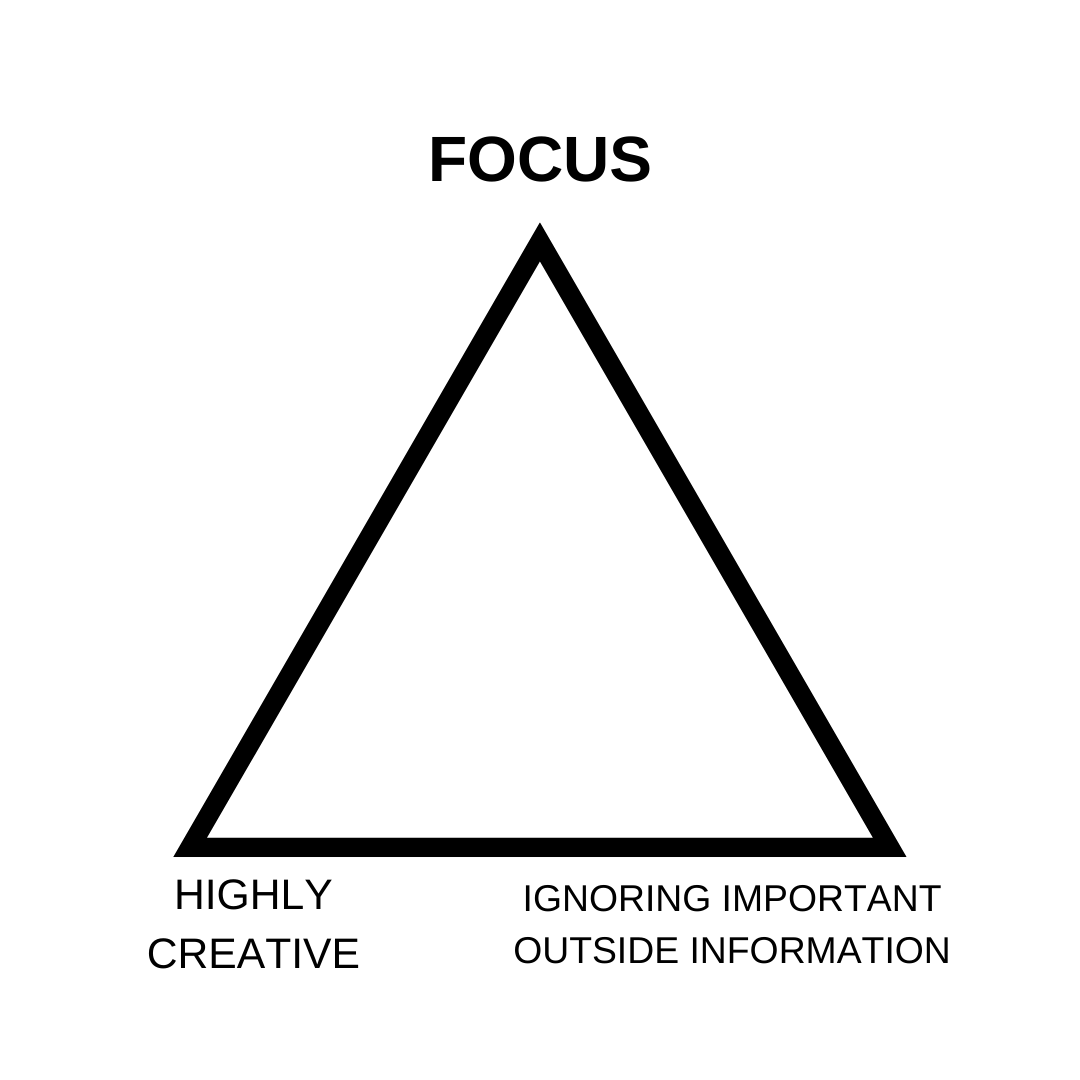 FOCUS
HIGHLY
CREATIVE
IGNORING IMPORTANT
OUTSIDE INFORMATION